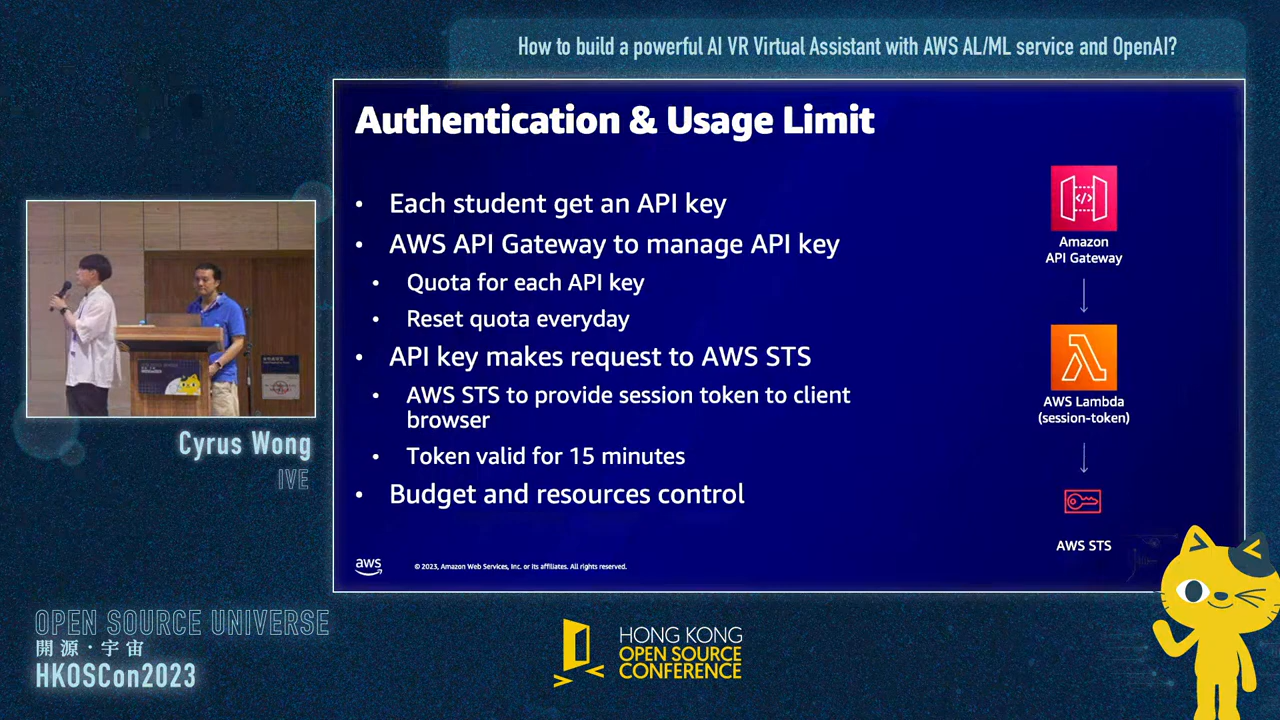 How to build a powerful AI VR Virtual Assistant with AWS AL/ML service and OpenAI?
Authentication & Usage Limit
• Each student get an API key
• AWS API Gateway to manage API key
• Quota for each API key
• Reset quota everyday
• API key makes request to AWS STS
• AWS STS to provide session token to client
browser
• Token valid for 15 minutes
• Budget and resources control
Amazon
API Gateway
AWS Lambda
(session-token)
AWS STS
aws
© 2023, Amazon Web Services, Inc. or its affiliates. All rights reserved.
Cyrus Wong
IVE
OPEN SOURCE UNIVERSE
開源·宇宙
HKOSCon2023
HONG KONG
OPEN SOURCE
CONFERENCE